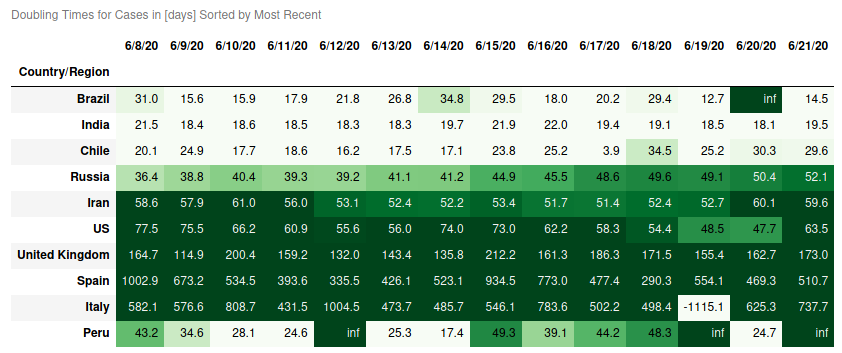 Doubling Times for Cases in [days] Sorted by Most Recent
6/8/20 6/9/20 6/10/20 6/11/20 6/12/20 6/13/20 6/14/20 6/15/20 6/16/20 6/17/20 6/18/20 6/19/20 6/20/20 6/21/20
Country/Region
Brazil 31.0 15.6 15.9 17.9 21.8 26.8 34.8 29.5 18.0 20.2 29.4 12.7 inf 14.5
India 21.5 18.4 18.6 18.5 18.3 18.3 19.7 21.9 22.0 19.4 19.1 18.5 18.1 19.5
Chile 20.1 24.9 17.7 18.6 16.2 17.5 17.1 23.8 25.2 3.9 34.5 25.2 30.3 29.6
Russia 36.4 38.8 40.4 39.3 39.2 41.1 41.2 44.9 45.5 48.6 49.6 49.1 50.4 52.1
Iran 58.6 57.9 61.0 56.0 53.1 52.4 52.2 53.4 51.7 51.4 52.4 52.7 60.1 59.6
US 77.5 75.5 66.2 60.9 55.6 56.0 74.0 73.0 62.2 58.3 54.4 48.5 47.7 63.5
United Kingdom 164.7 114.9 200.4 159.2 132.0 143.4 135.8 212.2 161.3 186.3 171.5 155.4 162.7 173.0
Spain 1002.9 673.2 534.5 393.6 335.5 426.1 523.1 934.5 773.0 477.4 290.3 554.1 469.3 510.7
Italy 582.1 576.6 808.7 431.5 1004.5 473.7 485.7 546.1 783.6 502.2 498.4 -1115.1 625.3 737.7
Peru 43.2 34.6 28.1 24.6 inf 25.3 17.4 49.3 39.1 44.2 48.3 inf 24.7 inf